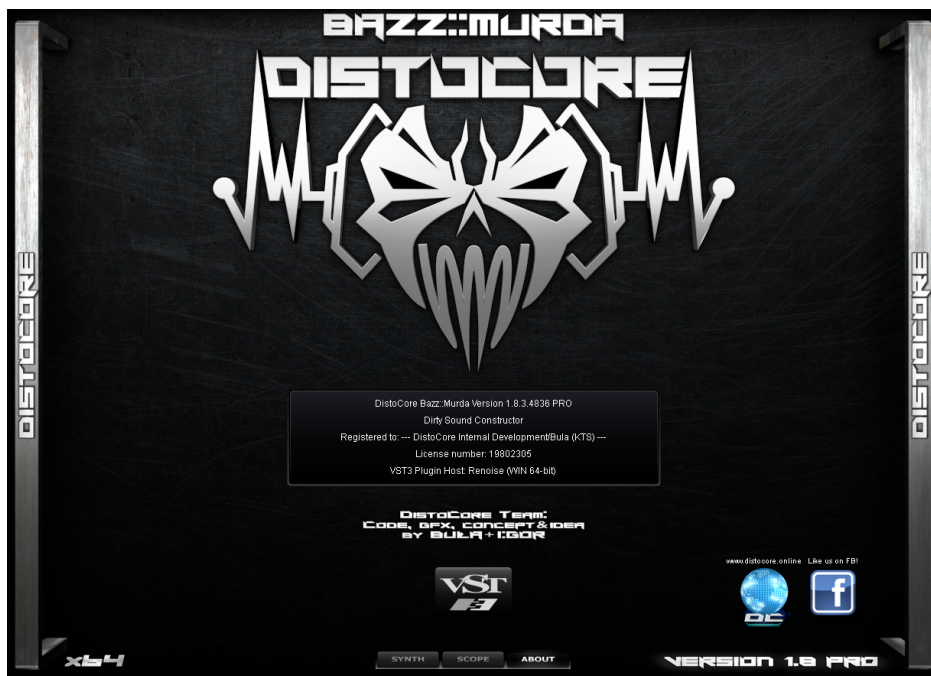 BAZZ::MURDA
DISTOCORE
DISTOCORE
DISTOCORE
DistoCore Bazz::Murda Version 1.8.3.4836 PRO
Dirty Sound Constructor
Registered to: --- DistoCore Internal Development/Bula (KTS) ---
License number: 19802305
VST3 Plugin Host: Renoise (WIN 64-bit)
DistoCore Team:
Code, GFX, concept&idea
by BUŁA+I:GOR
VST
3
www.distocore.online Like us on FB!
DC
f
x64
SYNTH SCOPE ABOUT
VERSION 1.8 PRO